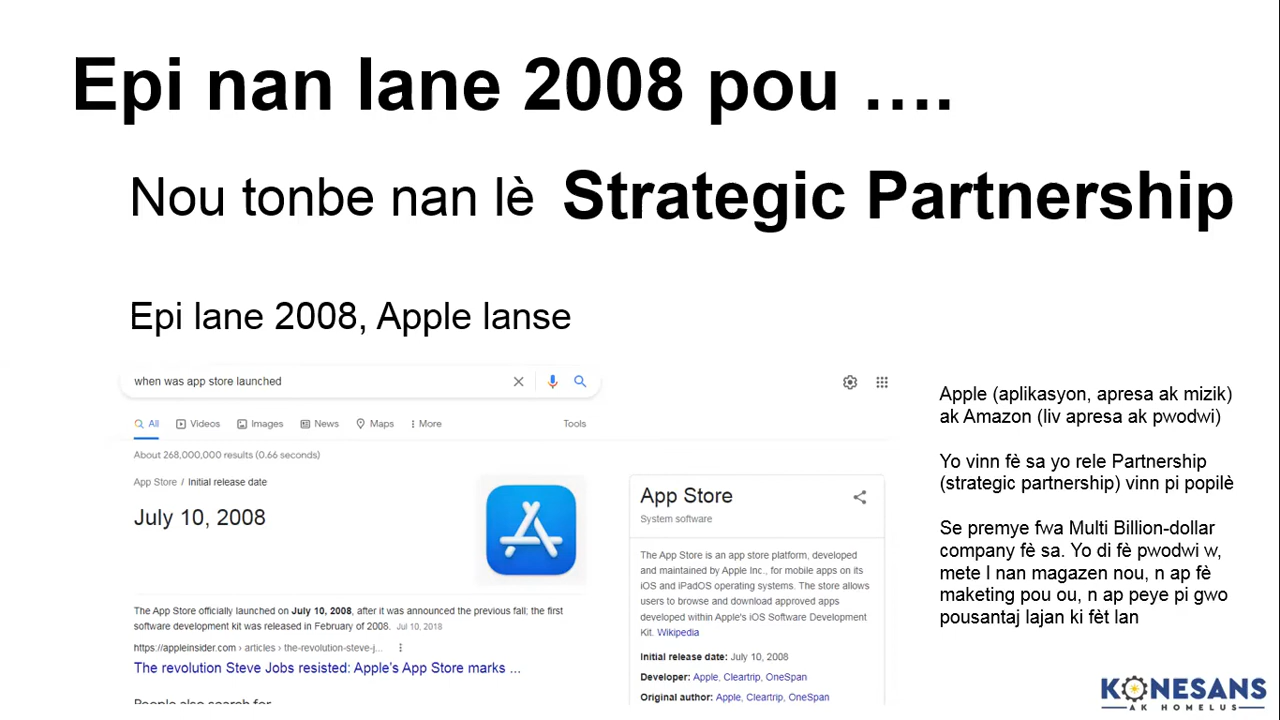 Epi nan lane 2008 pou ….
Nou tonbe nan lè Strategic Partnership
Epi lane 2008, Apple lanse
when was app store launched
All Videos Images News Maps More Tools
About 268,000,000 results (0.66 seconds)
App Store / Initial release date
July 10, 2008
The App Store officially launched on July 10, 2008, after it was announced the previous fall; the first
software development kit was released in February of 2008. Jul 10, 2018
https://appleinsider.com › articles › the-revolution-steve-j...
The revolution Steve Jobs resisted: Apple's App Store marks ...
People also search for
App Store
System software
The App Store is an app store platform, developed
and maintained by Apple Inc., for mobile apps on its
iOS and iPadOS operating systems. The store allows
users to browse and download approved apps
developed within Apple's iOS Software Development
Kit. Wikipedia
Initial release date: July 10, 2008
Developer: Apple, Cleartrip, OneSpan
Original author: Apple, Cleartrip, OneSpan
Apple (aplikasyon, apresa ak mizik)
ak Amazon (liv apresa ak pwodwi)
Yo vinn fè sa yo rele Partnership
(strategic partnership) vinn pi popilè
Se premye fwa Multi Billion-dollar
company fè sa. Yo di fè pwodwi w,
mete l nan magazen nou, n ap fè
maketing pou ou, n ap peye pi gwo
pousantaj lajan ki fèt lan
KONESANS
AK HOMELUS